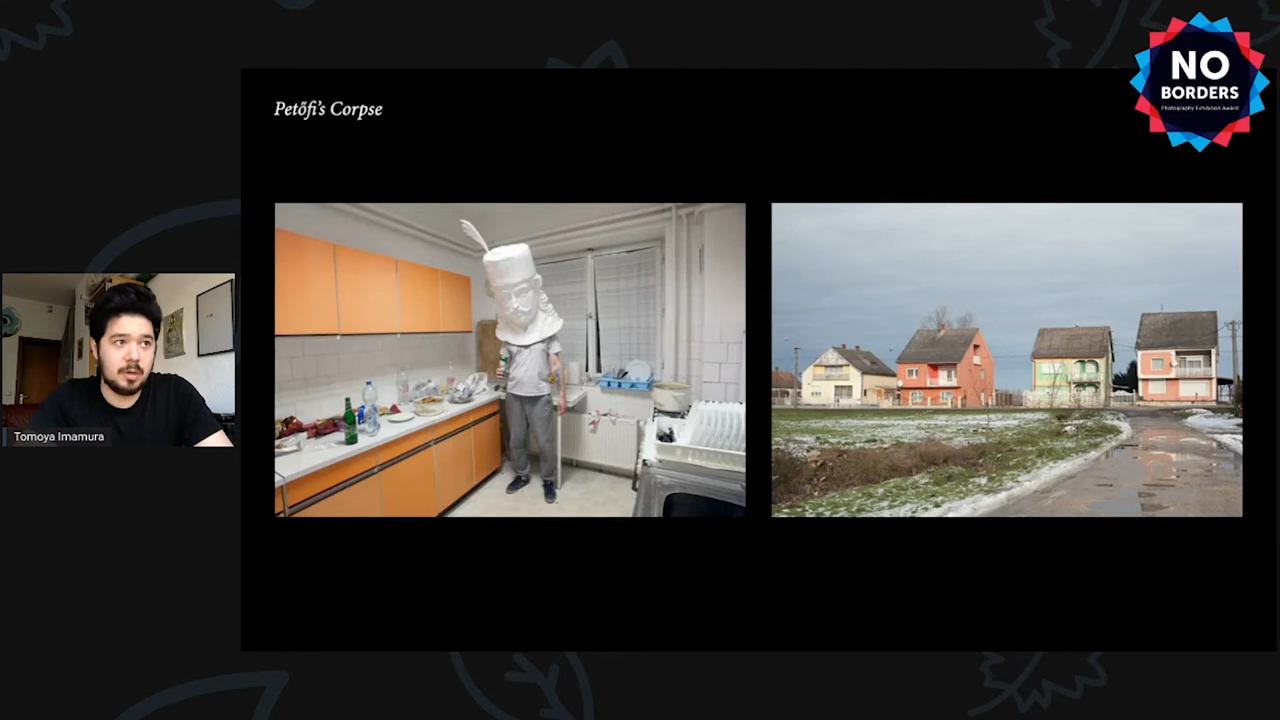 Petőfi's Corpse
NO
BORDERS
Photography Exhibition Award
Tomoya Imamura